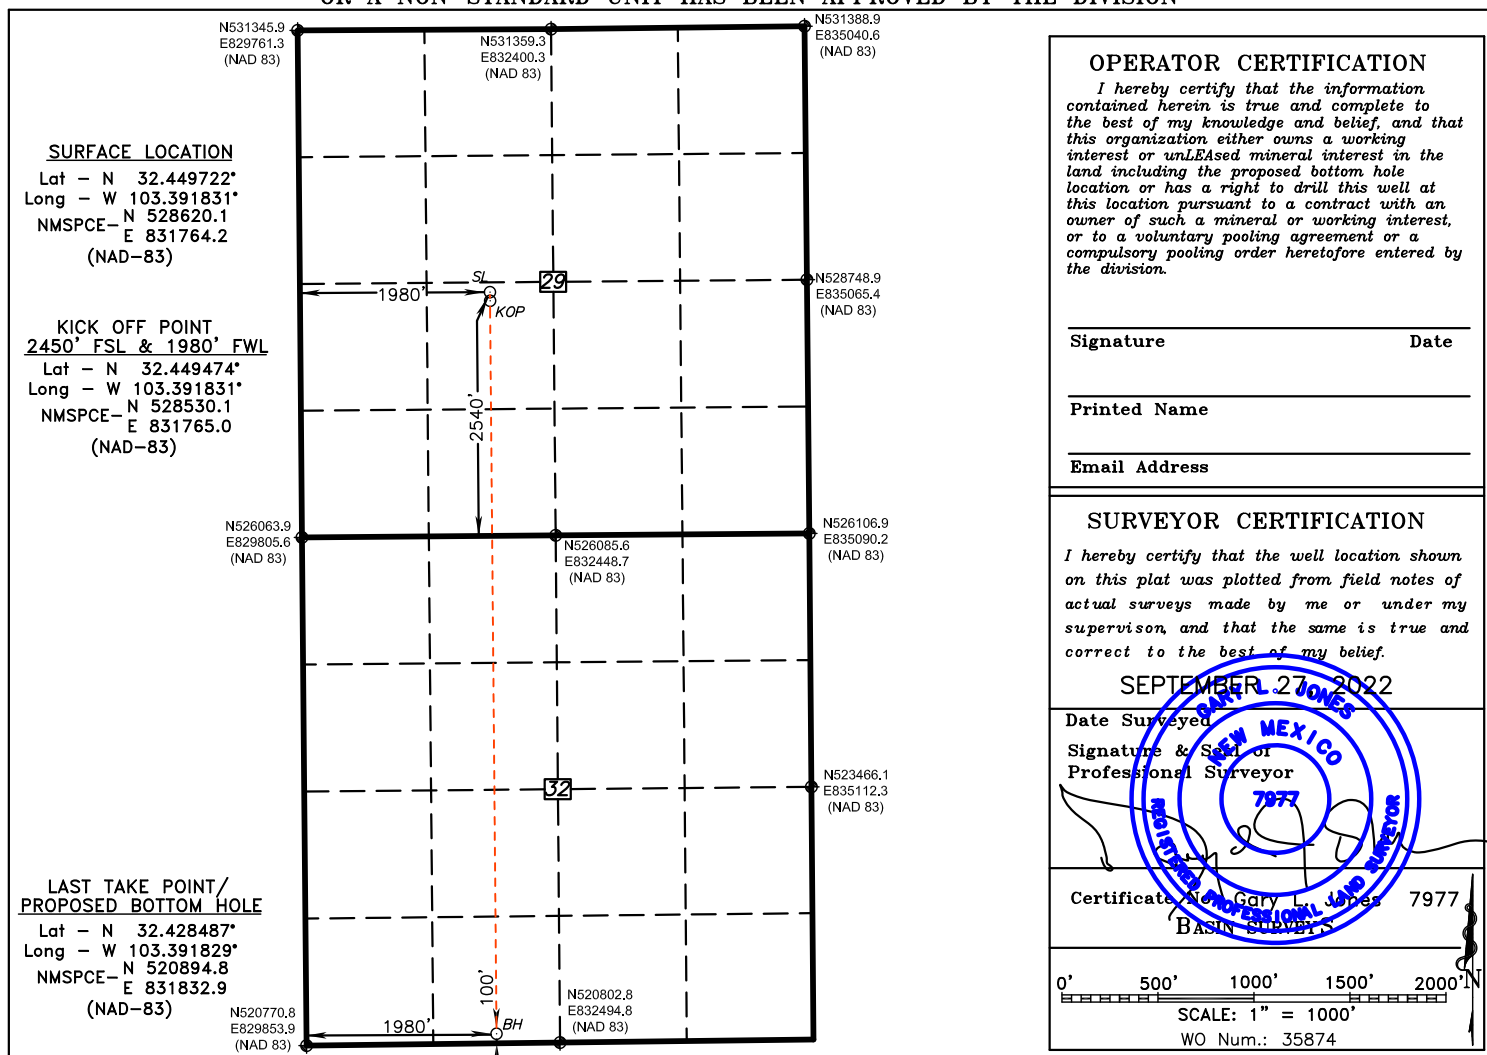 OR A NON-STANDARD UNIT HAS BEEN APPROVED BY THE DIVISION
N531345.9
E829761.3
(NAD 83)
N531359.3
E832400.3
(NAD 83)
N531388.9
E835040.6
(NAD 83)
SURFACE LOCATION
Lat - N 32.449722°
Long - W 103.391831°
NMSPCE- N 528620.1
E 831764.2
(NAD-83)
SL
29
1980'
KOP
N528748.9
E835065.4
(NAD 83)
KICK OFF POINT
2450' FSL & 1980' FWL
Lat - N 32.449474°
Long - W 103.391831°
NMSPCE- N 528530.1
E 831765.0
(NAD-83)
2540'
N526063.9
E829805.6
(NAD 83)
N526085.6
E832448.7
(NAD 83)
N526106.9
E835090.2
(NAD 83)
32
N523466.1
E835112.3
(NAD 83)
LAST TAKE POINT/
PROPOSED BOTTOM HOLE
Lat - N 32.428487°
Long - W 103.391829°
NMSPCE- N 520894.8
E 831832.9
(NAD-83)
100'
N520770.8
E829853.9
(NAD 83)
1980'
BH
N520802.8
E832494.8
(NAD 83)
OPERATOR CERTIFICATION
I hereby certify that the information
contained herein is true and complete to
the best of my knowledge and belief, and that
this organization either owns a working
interest or unLEAsed mineral interest in the
land including the proposed bottom hole
location or has a right to drill this well at
this location pursuant to a contract with an
owner of such a mineral or working interest,
or to a voluntary pooling agreement or a
compulsory pooling order heretofore entered by
the division.
Signature Date
Printed Name
Email Address
SURVEYOR CERTIFICATION
I hereby certify that the well location shown
on this plat was plotted from field notes of
actual surveys made by me or under my
supervison, and that the same is true and
correct to the best of my belief.
SEPTEMBER 27, 2022
Date Surveyed
Signature & Seal of
Professional Surveyor
GARY L. JONES
NEW MEXICO
7977
REGISTERED PROFESSIONAL LAND SURVEYOR
Certificate No. Gary L. Jones 7977
BASIN SURVEYS
0' 500' 1000' 1500' 2000'
N
SCALE: 1" = 1000'
WO Num.: 35874